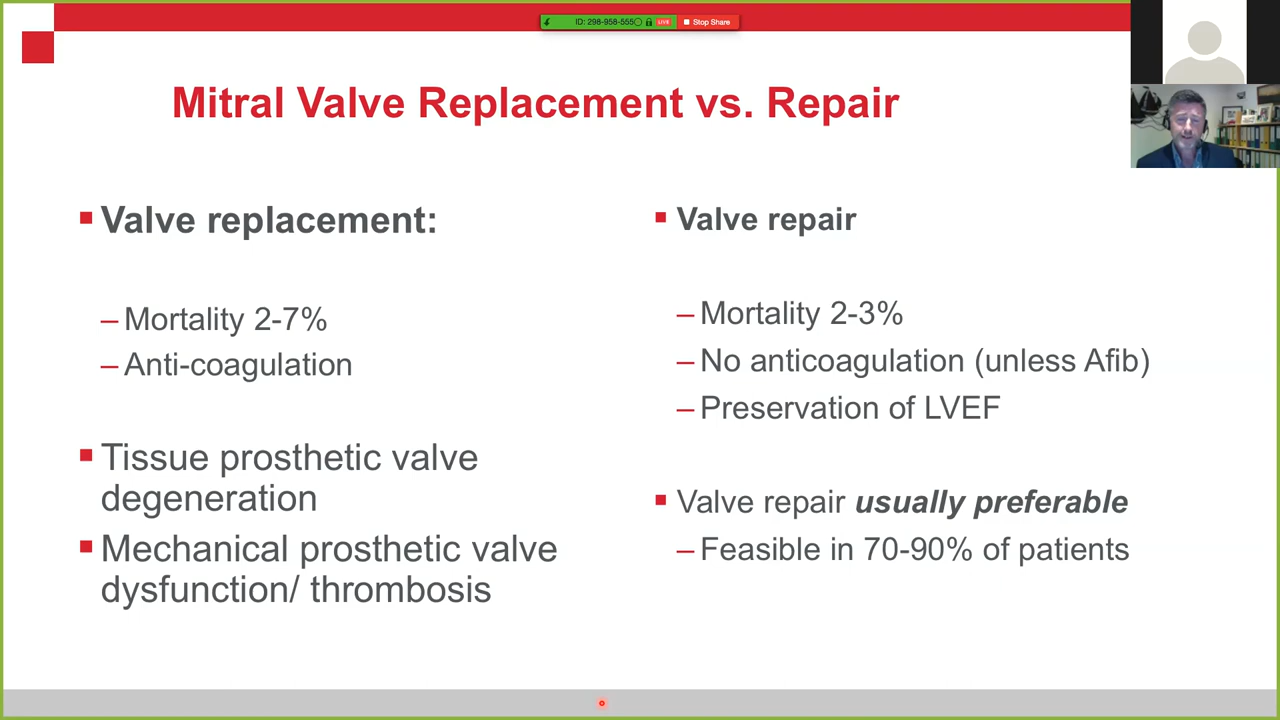 ID: 298-958-555 LIVE Stop Share
Mitral Valve Replacement vs. Repair
▪ Valve replacement:
– Mortality 2-7%
– Anti-coagulation
▪ Tissue prosthetic valve
degeneration
▪ Mechanical prosthetic valve
dysfunction/ thrombosis
▪ Valve repair
– Mortality 2-3%
– No anticoagulation (unless Afib)
– Preservation of LVEF
▪ Valve repair usually preferable
– Feasible in 70-90% of patients